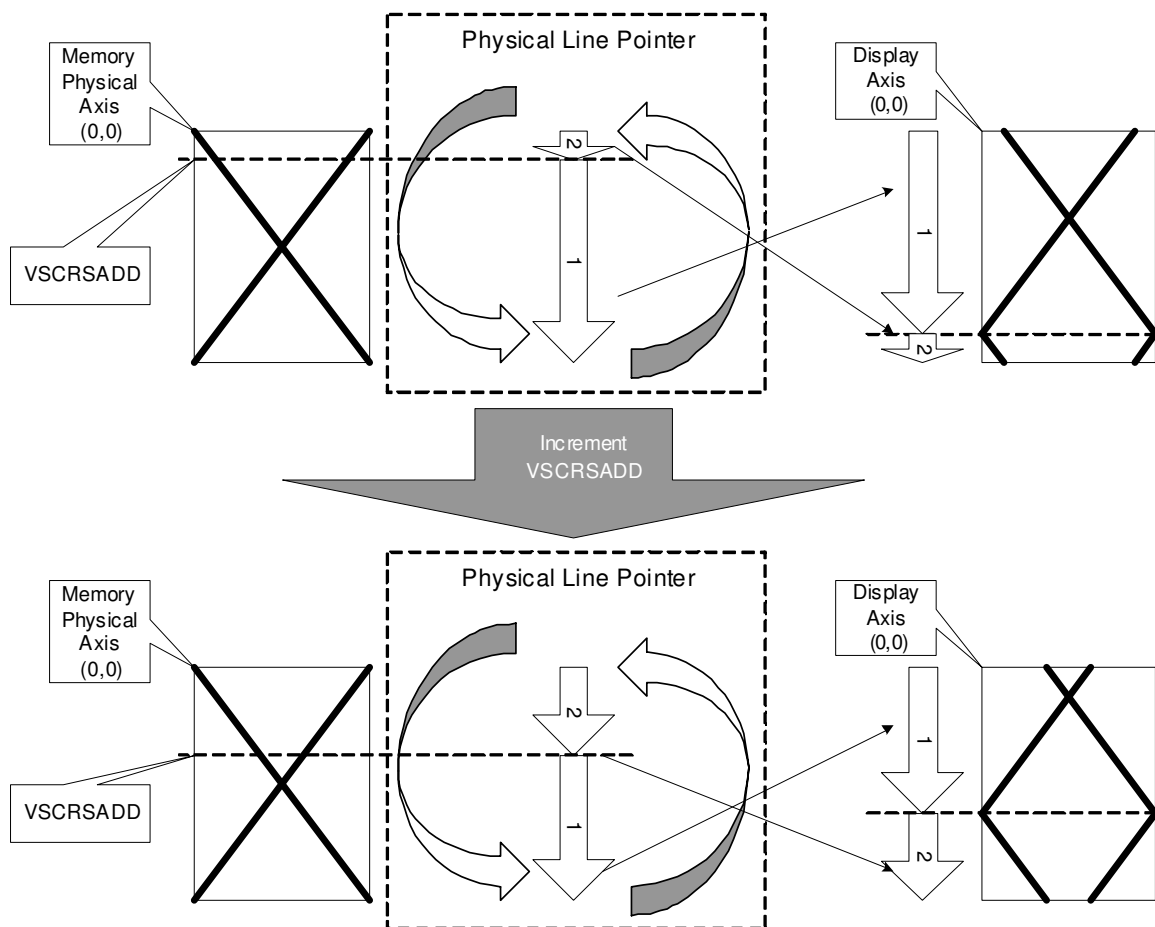 Physical Line Pointer
Memory
Physical
Axis
(0,0)
Display
Axis
(0,0)
2
1
1
2
VSCRSADD
Increment
VSCRSADD
Physical Line Pointer
Memory
Physical
Axis
(0,0)
Display
Axis
(0,0)
2
1
1
2
VSCRSADD